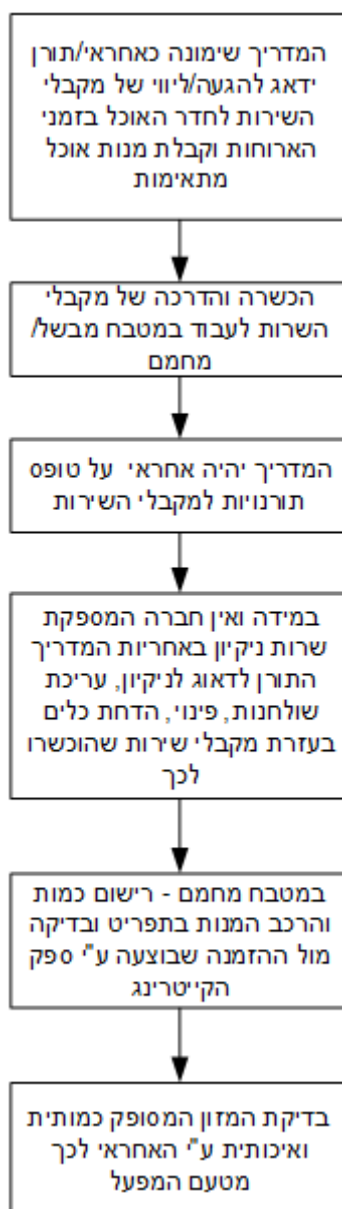 המדריך שימונה כאחראי/תורן
ידאג להגעה/ליווי של מקבלי
השירות לחדר האוכל בזמני
הארוחות וקבלת מנות אוכל
מתאימות
הכשרה והדרכה של מקבלי
השרות לעבוד במטבח מבשל/
מחמם
המדריך יהיה אחראי על טופס
תורנויות למקבלי השירות
במידה ואין חברה המספקת
שרות ניקיון באחריות המדריך
התורן לדאוג לניקיון, עריכת
שולחנות, פינוי, הדחת כלים
בעזרת מקבלי שירות שהוכשרו
לכך
במטבח מחמם - רישום כמות
והרכב המנות בתפריט ובדיקה
מול ההזמנה שבוצעה ע"י ספק
הקייטרינג
בדיקת המזון המסופק כמותית
ואיכותית ע"י האחראי לכך
מטעם המפעל